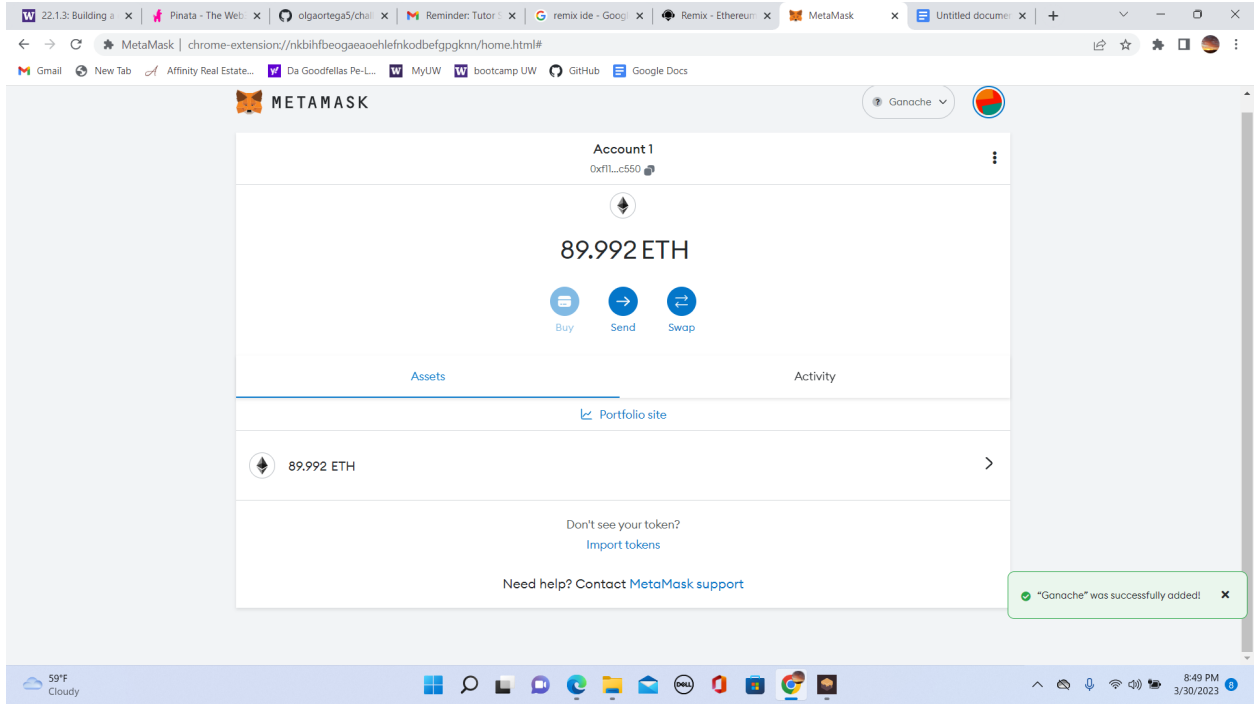 22.1.3: Building a
Pinata - The Web
olgaortega5/chal
Reminder: Tutor S
remix ide - Goog
Remix - Ethereum
MetaMask
Untitled documen
MetaMask | chrome-extension://nkbihfbeogaeaoehlefnkodbefgpgknn/home.html#
Gmail
New Tab
Affinity Real Estate...
Da Goodfellas Pe-L...
MyUW
bootcamp UW
GitHub
Google Docs
METAMASK
Ganache
Account 1
0xf11...c550
89.992 ETH
Buy
Send
Swap
Assets
Activity
Portfolio site
89.992 ETH
Don't see your token?
Import tokens
Need help? Contact MetaMask support
“Ganache” was successfully added!
59°F
Cloudy
DELL
8:49 PM
3/30/2023
8